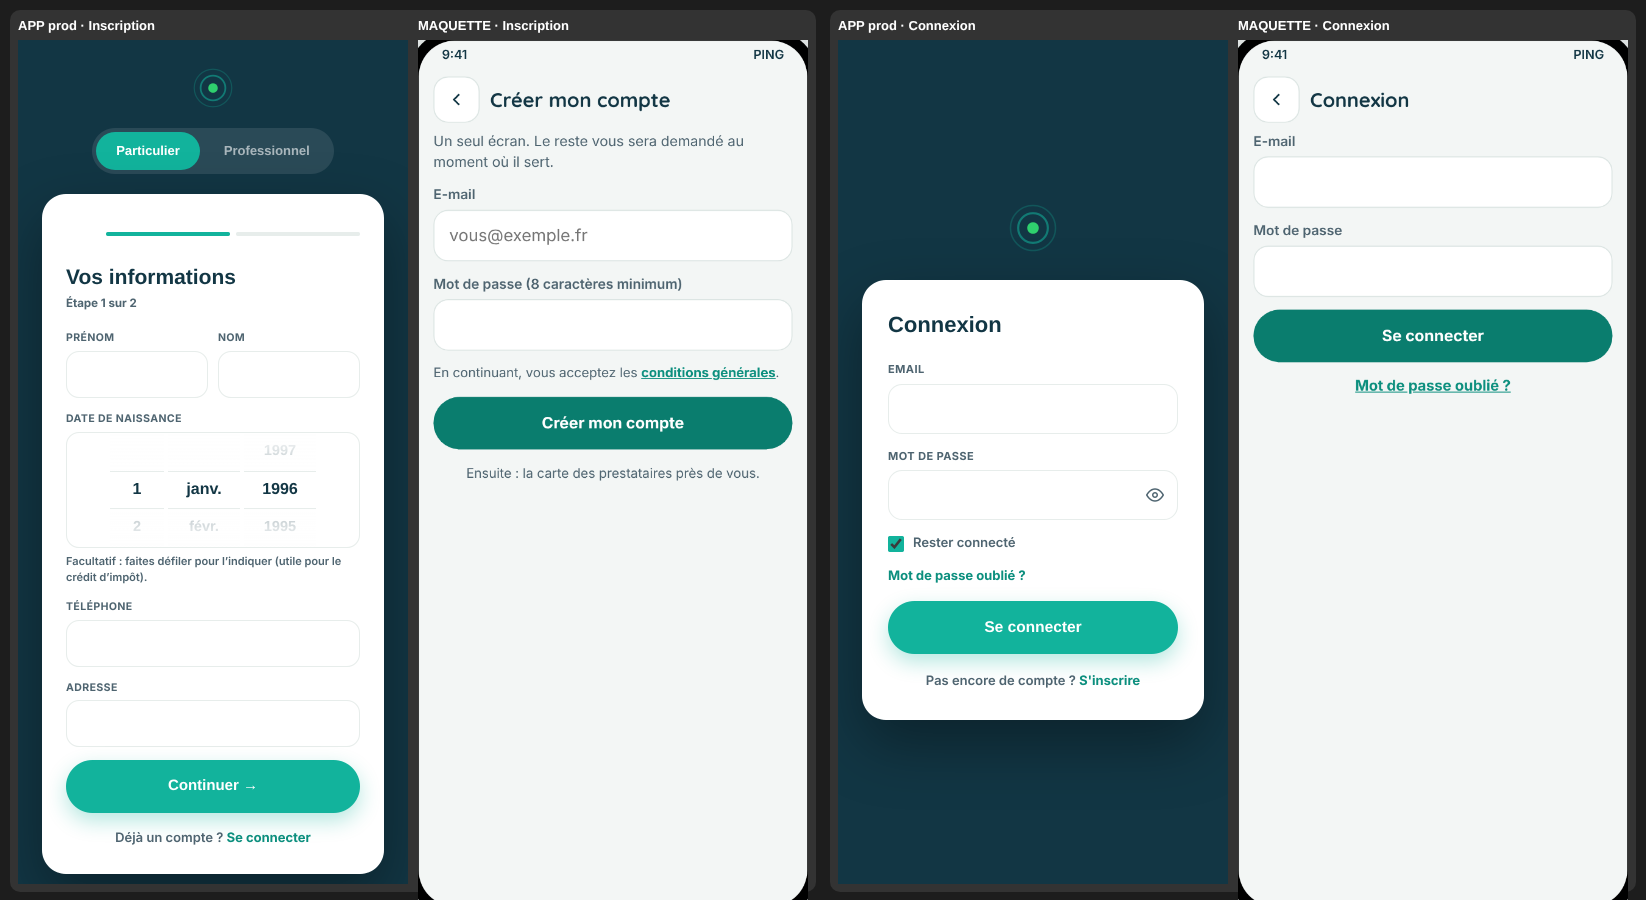 APP prod · Inscription
Particulier
Professionnel
Vos informations
Étape 1 sur 2
PRÉNOM
NOM
DATE DE NAISSANCE
1997
1
janv.
1996
2
févr.
1995
Facultatif : faites défiler pour l’indiquer (utile pour le
crédit d’impôt).
TÉLÉPHONE
ADRESSE
Continuer →
Déjà un compte ? Se connecter
MAQUETTE · Inscription
9:41
PING
Créer mon compte
Un seul écran. Le reste vous sera demandé au
moment où il sert.
E-mail
vous@exemple.fr
Mot de passe (8 caractères minimum)
En continuant, vous acceptez les conditions générales.
Créer mon compte
Ensuite : la carte des prestataires près de vous.
APP prod · Connexion
Connexion
EMAIL
MOT DE PASSE
Rester connecté
Mot de passe oublié ?
Se connecter
Pas encore de compte ? S'inscrire
MAQUETTE · Connexion
9:41
PING
Connexion
E-mail
Mot de passe
Se connecter
Mot de passe oublié ?